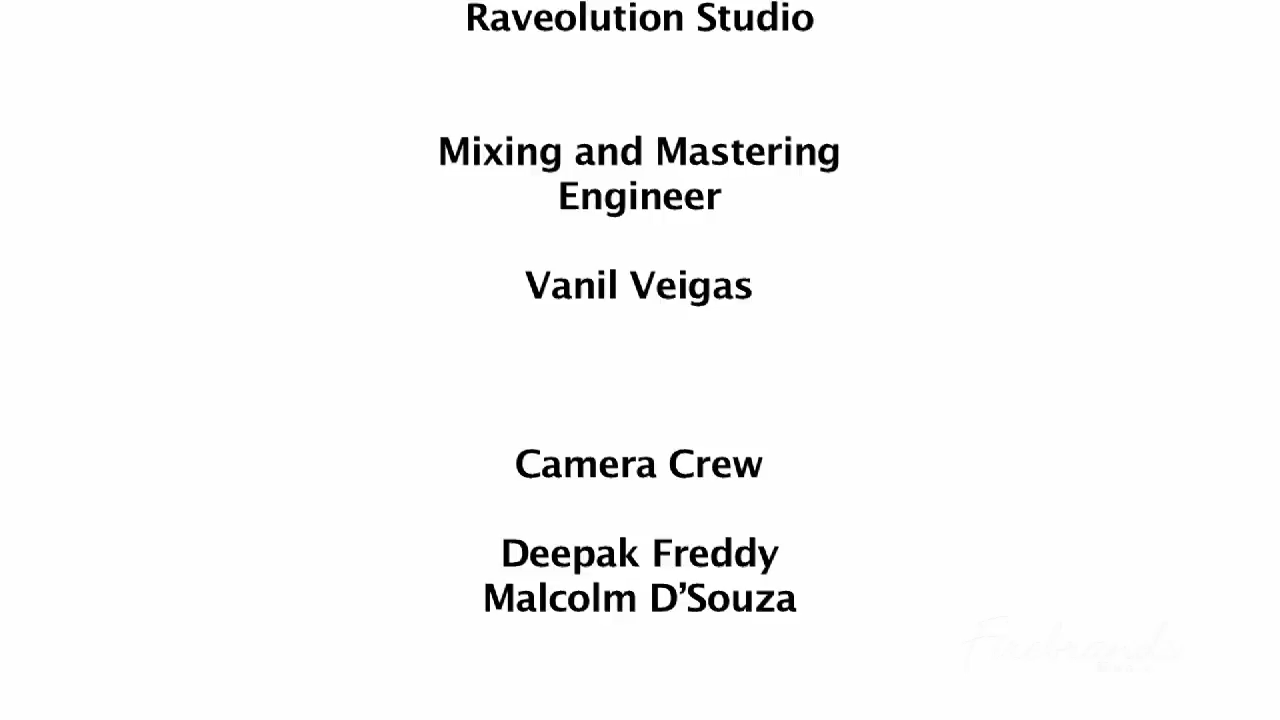 Raveolution Studio
Mixing and Mastering
Engineer
Vanil Veigas
Camera Crew
Deepak Freddy
Malcolm D’Souza